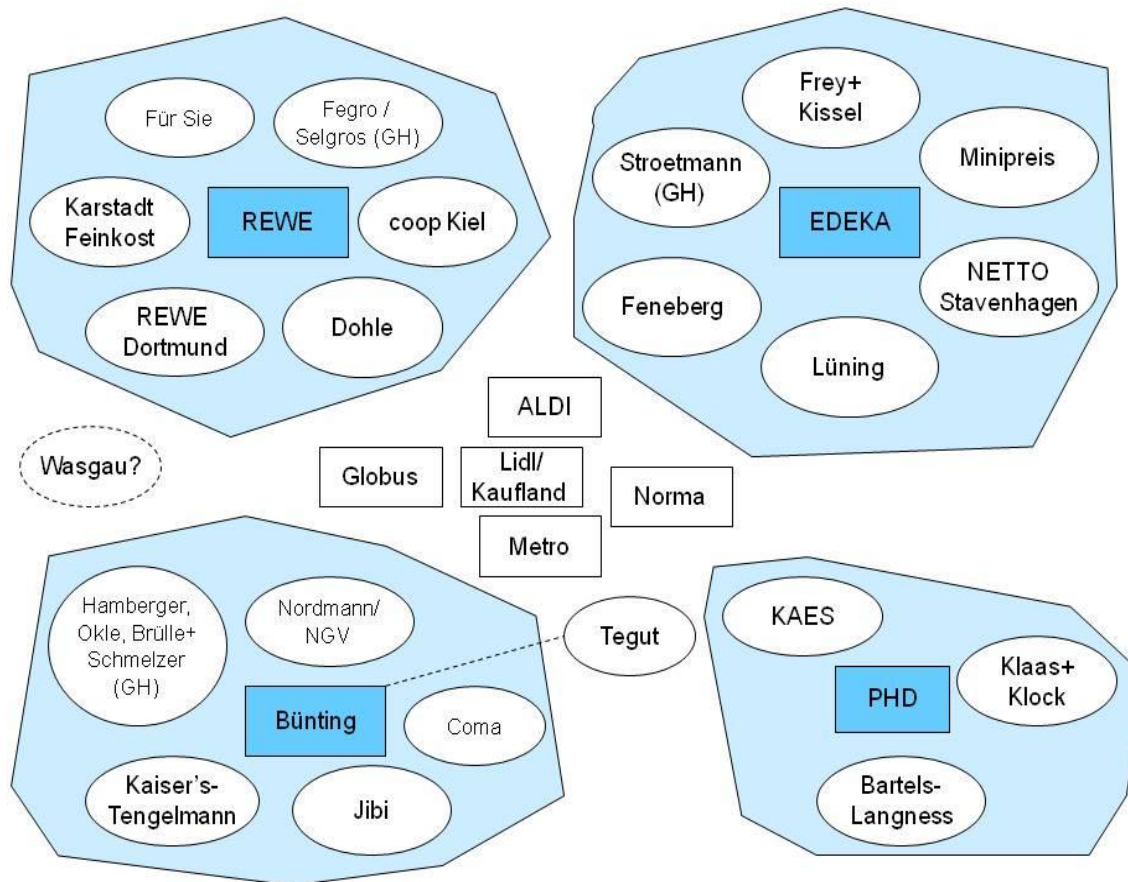 Für Sie
Fegro /
Selgros (GH)
Karstadt
Feinkost
REWE
coop Kiel
REWE
Dortmund
Dohle
Frey+
Kissel
Stroetmann
(GH)
Minipreis
EDEKA
Feneberg
NETTO
Stavenhagen
Lüning
ALDI
Wasgau?
Globus
Lidl/
Kaufland
Norma
Metro
Hamberger,
Okle, Brülle+
Schmelzer
(GH)
Nordmann/
NGV
Tegut
Bünting
Coma
Kaiser's-
Tengelmann
Jibi
KAES
Klaas+
Klock
PHD
Bartels-
Langness